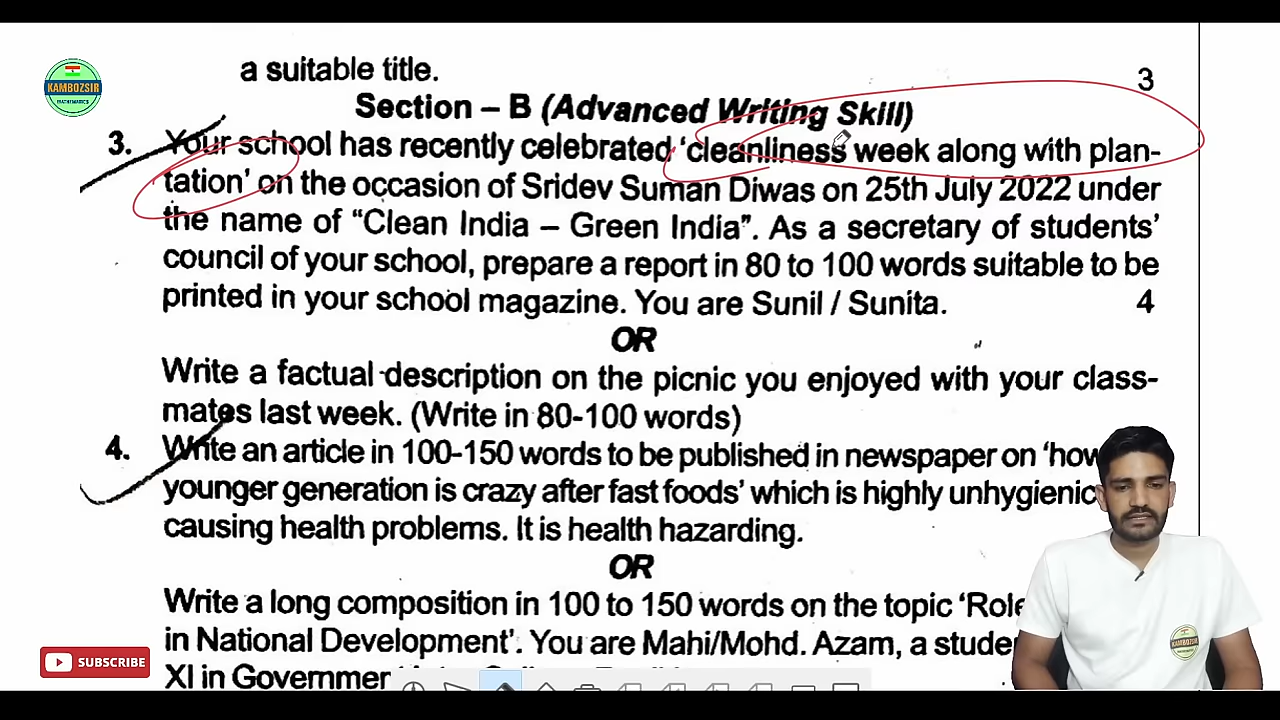 a suitable title.
3
Section – B (Advanced Writing Skill)
3. Your school has recently celebrated 'cleanliness week along with plan-
tation' on the occasion of Sridev Suman Diwas on 25th July 2022 under
the name of “Clean India – Green India”. As a secretary of students'
council of your school, prepare a report in 80 to 100 words suitable to be
printed in your school magazine. You are Sunil / Sunita. 4
OR
Write a factual description on the picnic you enjoyed with your class-
mates last week. (Write in 80-100 words)
4. Write an article in 100-150 words to be published in newspaper on 'how
younger generation is crazy after fast foods' which is highly unhygienic
causing health problems. It is health hazarding.
OR
Write a long composition in 100 to 150 words on the topic 'Role
in National Development'. You are Mahi/Mohd. Azam, a studen
XI in Governmen
KAMBOZSIR
MATHEMATICS
SUBSCRIBE
KAMBOZSIR